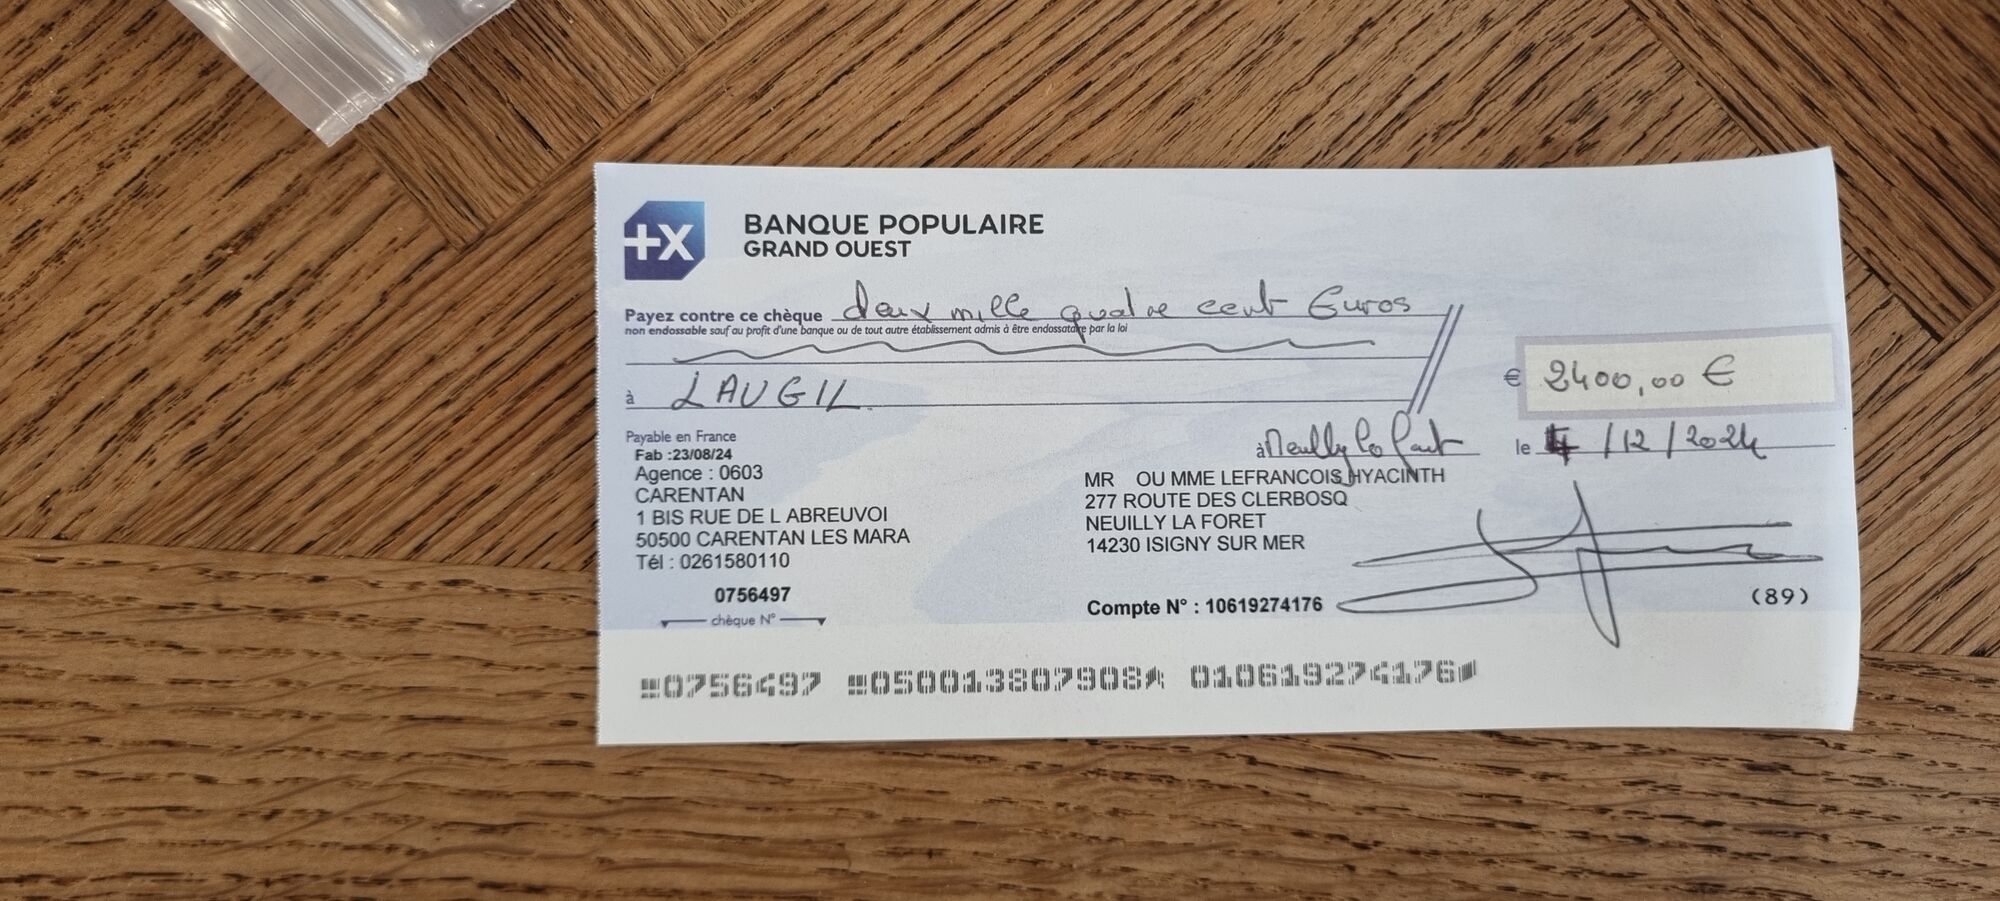 +X
BANQUE POPULAIRE
GRAND OUEST
Payez contre ce chèque deux mille quatre cent Euros
non endossable sauf au profit d'une banque ou de tout autre établissement admis à être endossataire par la loi
à LAUGIL
€ 2400,00 €
Payable en France
Fab :23/08/24
Agence : 0603
CARENTAN
1 BIS RUE DE L ABREUVOI
50500 CARENTAN LES MARA
Tél : 0261580110
0756497
chèque N°
à Neuilly la foret le 4/12/2024
MR OU MME LEFRANCOIS HYACINTH
277 ROUTE DES CLERBOSQ
NEUILLY LA FORET
14230 ISIGNY SUR MER
Compte N° : 10619274176
(89)
0756497 050013807908 010619274176